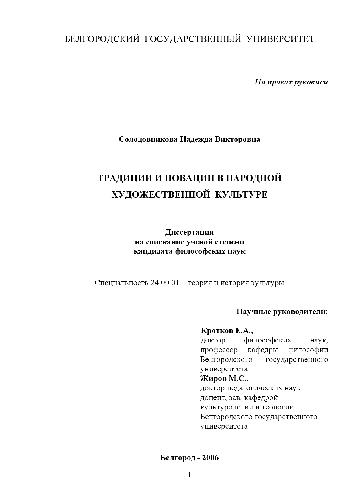 БЕЛГОРОДСКИЙ ГОСУДАРСТВЕННЫЙ УНИВЕРСИТЕТ
На правах рукописи
Солодовникова Надежда Викторовна
ТРАДИЦИИ И НОВАЦИИ В НАРОДНОЙ
ХУДОЖЕСТВЕННОЙ КУЛЬТУРЕ
Диссертация
на соискание ученой степени
кандидата философских наук
Специальность 24.00.01 – теория и история культуры
Научные руководители:
Кротков Е.А.,
доктор философских наук,
профессор кафедры философии
Белгородского государственного
университета
Жиров М.С.,
доктор педагогических наук,
доцент, зав. кафедрой
Белгородского государственного
университета
Белгород - 2006
1